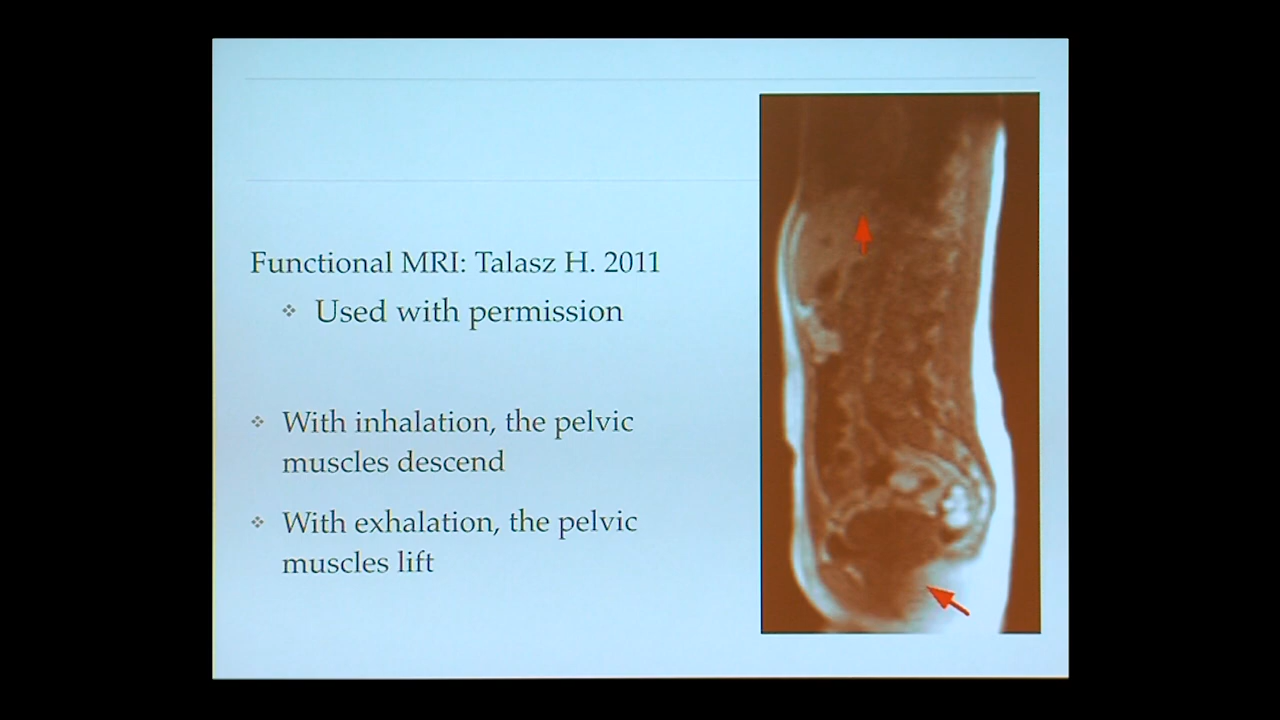 Functional MRI: Talasz H. 2011
❖ Used with permission
❖ With inhalation, the pelvic
muscles descend
❖ With exhalation, the pelvic
muscles lift